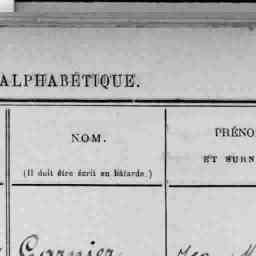 ALPHABÉTIQUE.
NOM.
(Il doit être écrit en bâtarde.)
PRÉNO
ET SURN
Garnier